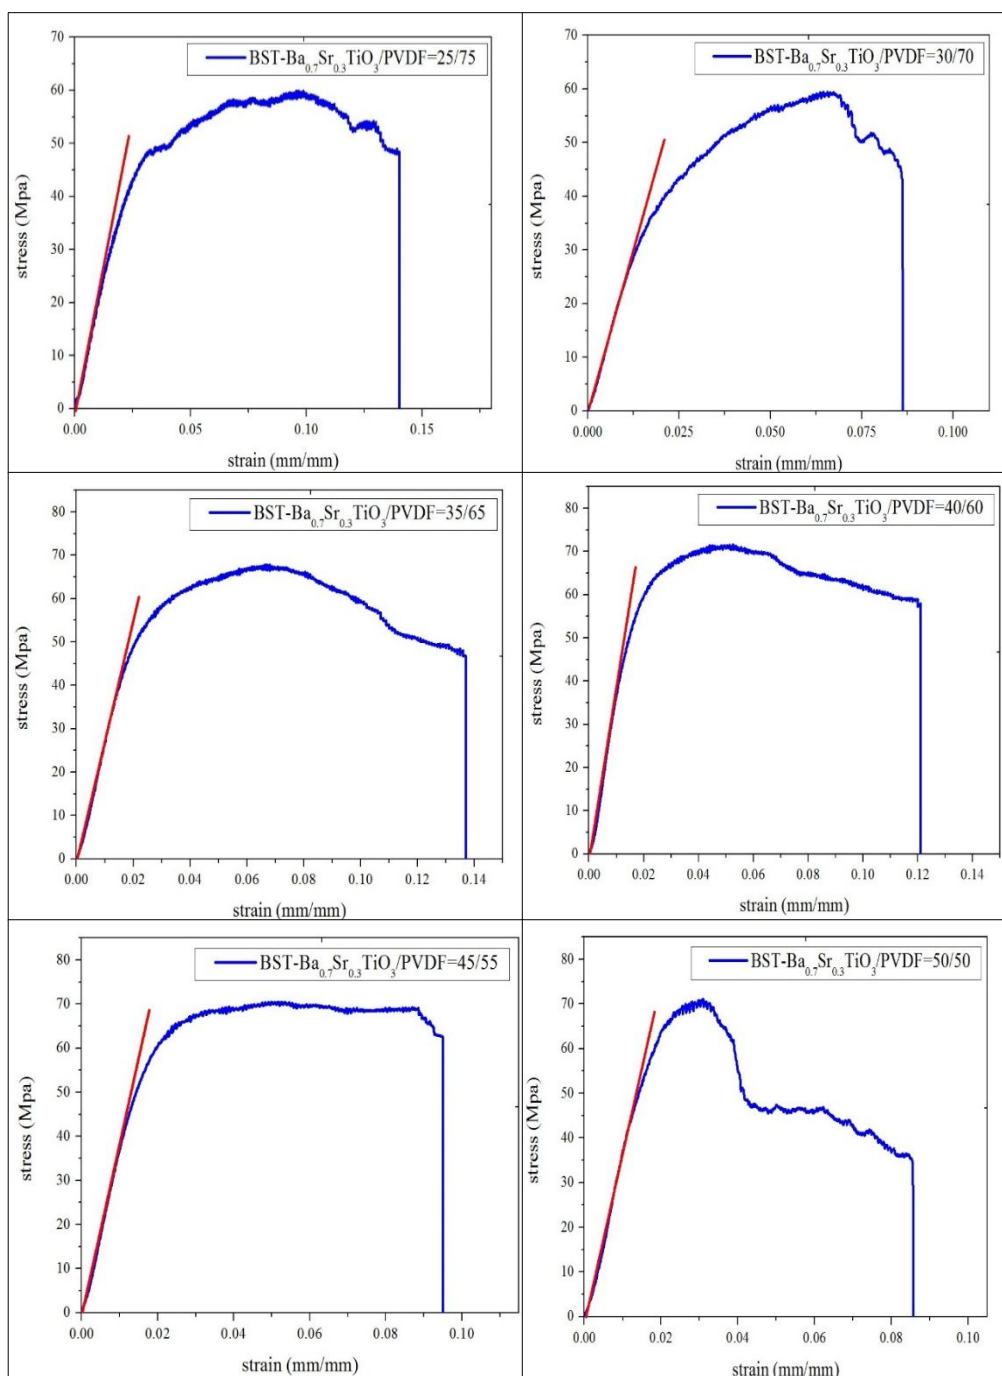 70
BST-Ba0.7Sr0.3TiO3/PVDF=25/75
60
50
40
30
20
10
0
stress (Mpa)
0.00 0.05 0.10 0.15
strain (mm/mm)
70
BST-Ba0.7Sr0.3TiO3/PVDF=30/70
60
50
40
30
20
10
0
stress (Mpa)
0.000 0.025 0.050 0.075 0.100
strain (mm/mm)
80
BST-Ba0.7Sr0.3TiO3/PVDF=35/65
70
60
50
40
30
20
10
0
stress (Mpa)
0.00 0.02 0.04 0.06 0.08 0.10 0.12 0.14
strain (mm/mm)
80
BST-Ba0.7Sr0.3TiO3/PVDF=40/60
70
60
50
40
30
20
10
0
stress (Mpa)
0.00 0.02 0.04 0.06 0.08 0.10 0.12 0.14
strain (mm/mm)
80
BST-Ba0.7Sr0.3TiO3/PVDF=45/55
70
60
50
40
30
20
10
0
stress (Mpa)
0.00 0.02 0.04 0.06 0.08 0.10
strain (mm/mm)
80
BST-Ba0.7Sr0.3TiO3/PVDF=50/50
70
60
50
40
30
20
10
0
stress (Mpa)
0.00 0.02 0.04 0.06 0.08 0.10
strain (mm/mm)